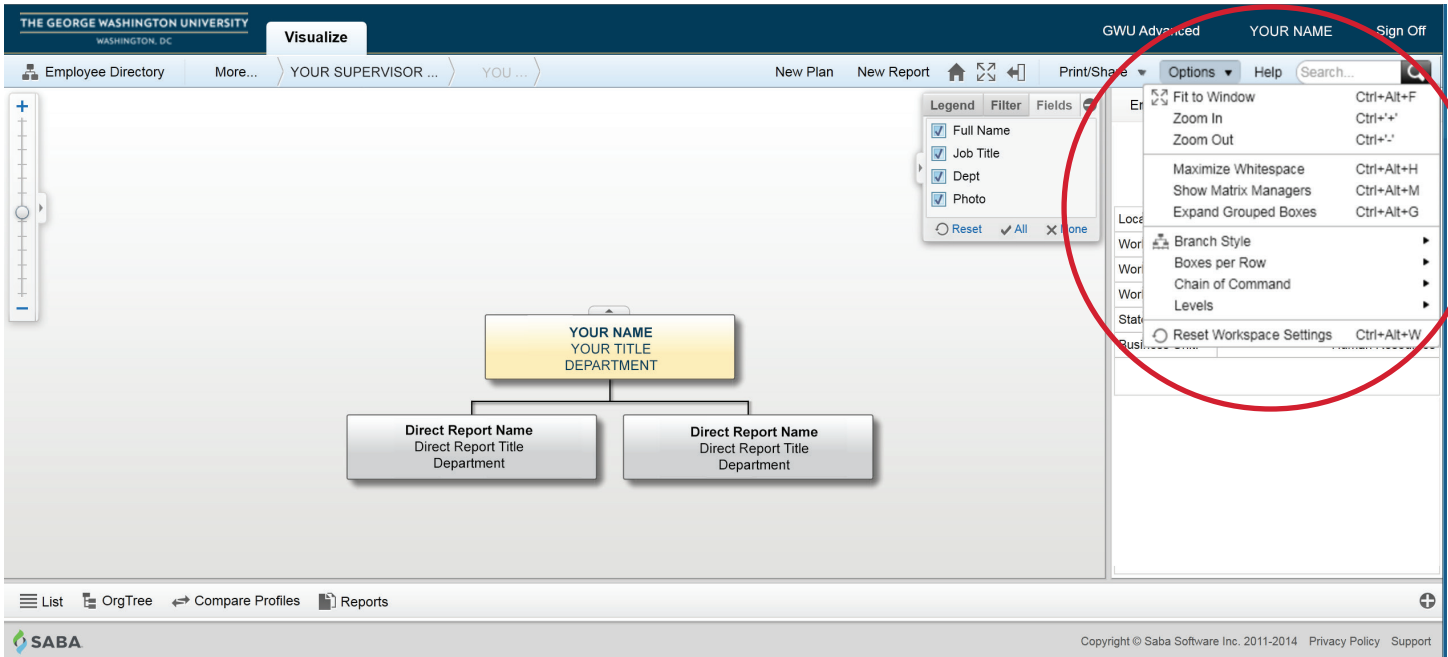 THE GEORGE WASHINGTON UNIVERSITY
WASHINGTON, DC
Visualize
GWU Advanced YOUR NAME Sign Off
Employee Directory More... YOUR SUPERVISOR ... YOU ... New Plan New Report Print/Share Options Help Search...
Legend Filter Fields
Full Name
Job Title
Dept
Photo
Reset All None
Fit to Window Ctrl+Alt+F
Zoom In Ctrl+'+'
Zoom Out Ctrl+'-'
Maximize Whitespace Ctrl+Alt+H
Show Matrix Managers Ctrl+Alt+M
Expand Grouped Boxes Ctrl+Alt+G
Branch Style
Boxes per Row
Chain of Command
Levels
Reset Workspace Settings Ctrl+Alt+W
YOUR NAME
YOUR TITLE
DEPARTMENT
Direct Report Name
Direct Report Title
Department
Direct Report Name
Direct Report Title
Department
List OrgTree Compare Profiles Reports
SABA
Copyright © Saba Software Inc. 2011-2014 Privacy Policy Support